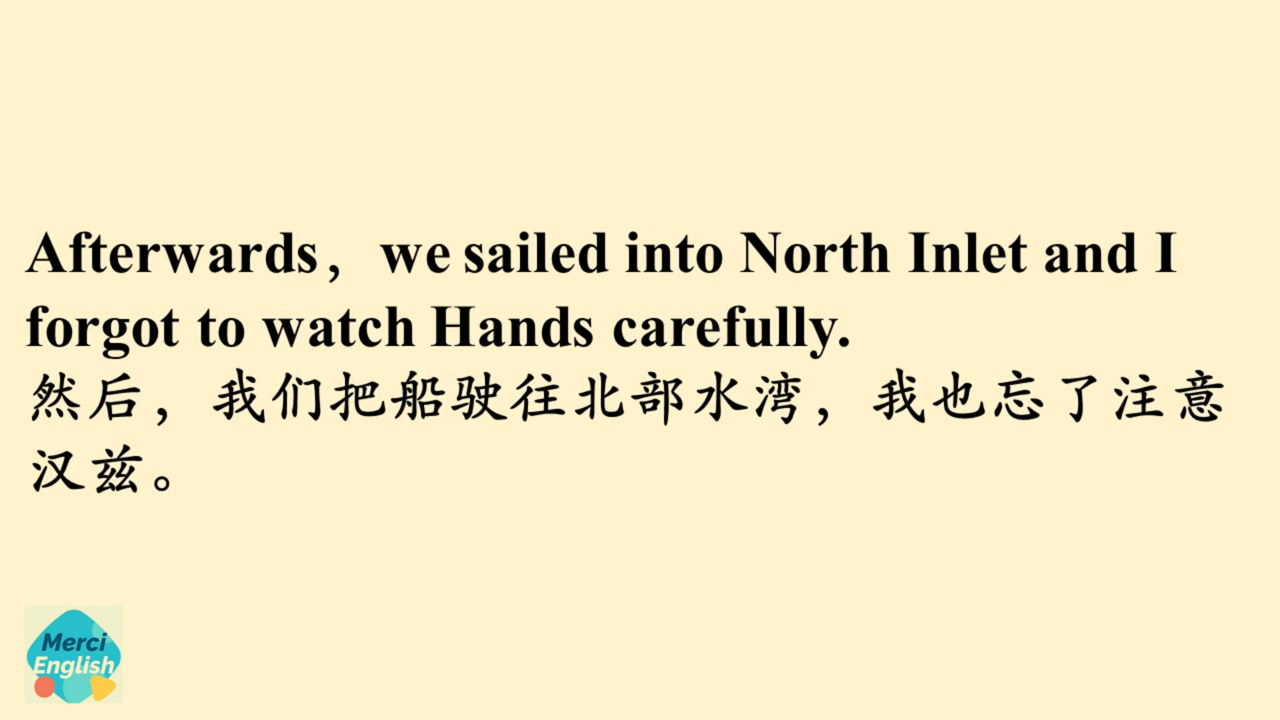 Afterwards， we sailed into North Inlet and I
forgot to watch Hands carefully.
然后，我们把船驶往北部水湾，我也忘了注意
汉兹。
Merci
English